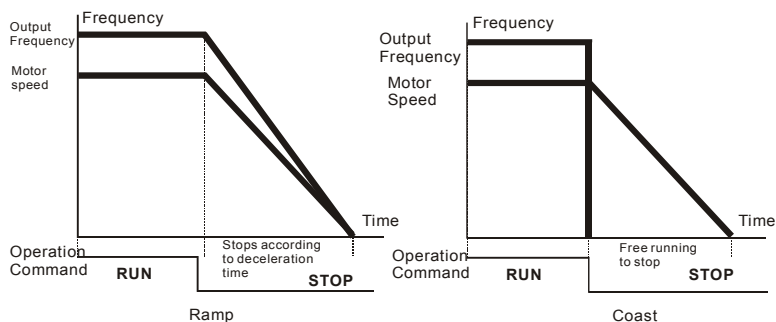 Frequency
Output
Frequency
Motor
speed
Time
Stops according
to deceleration
time
Operation
Command
RUN
STOP
Ramp
Frequency
Output
Frequency
Motor
Speed
Time
Free running
to stop
Operation
Command
RUN
STOP
Coast